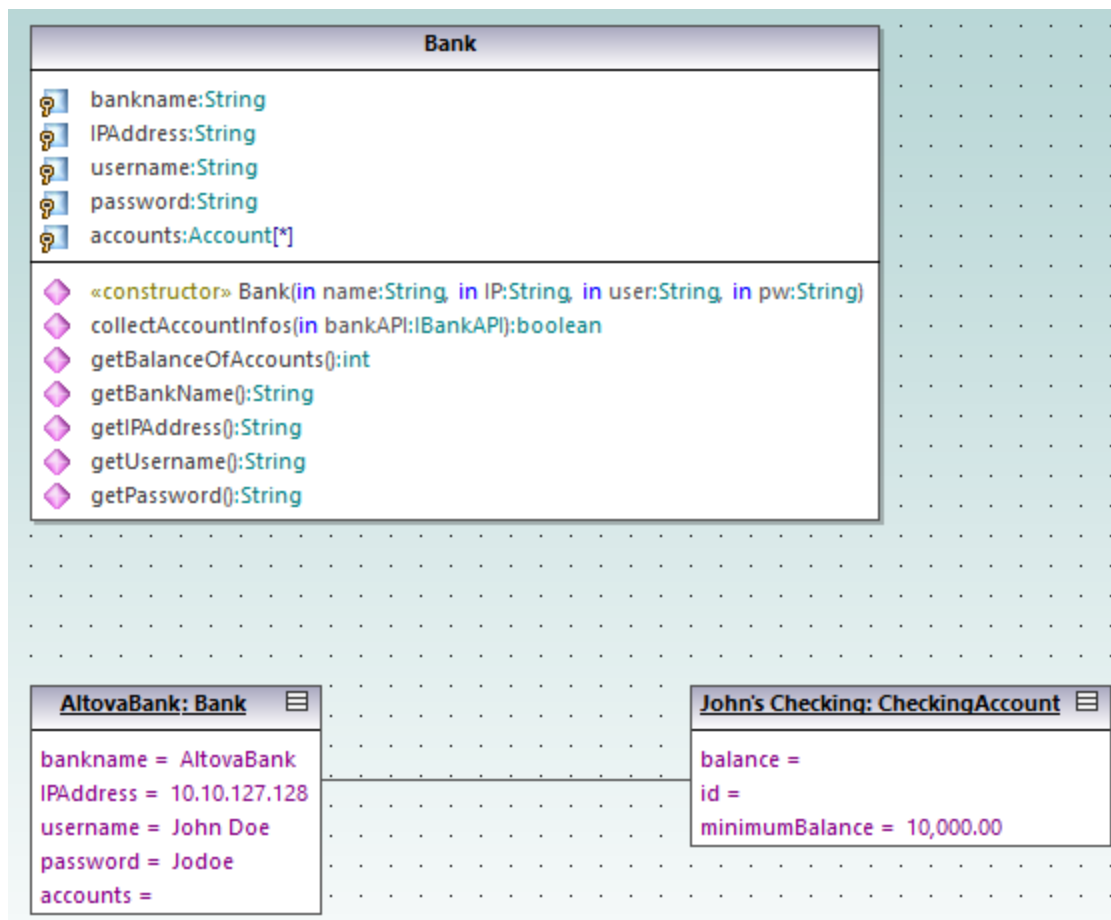 Bank
bankname:String
IPAddress:String
username:String
password:String
accounts:Account[*]
«constructor» Bank(in name:String, in IP:String, in user:String, in pw:String)
collectAccountInfos(in bankAPI:IBankAPI):boolean
getBalanceOfAccounts():int
getBankName():String
getIPAddress():String
getUsername():String
getPassword():String
AltovaBank: Bank
bankname = AltovaBank
IPAddress = 10.10.127.128
username = John Doe
password = Jodoe
accounts =
John's Checking: CheckingAccount
balance =
id =
minimumBalance = 10,000.00